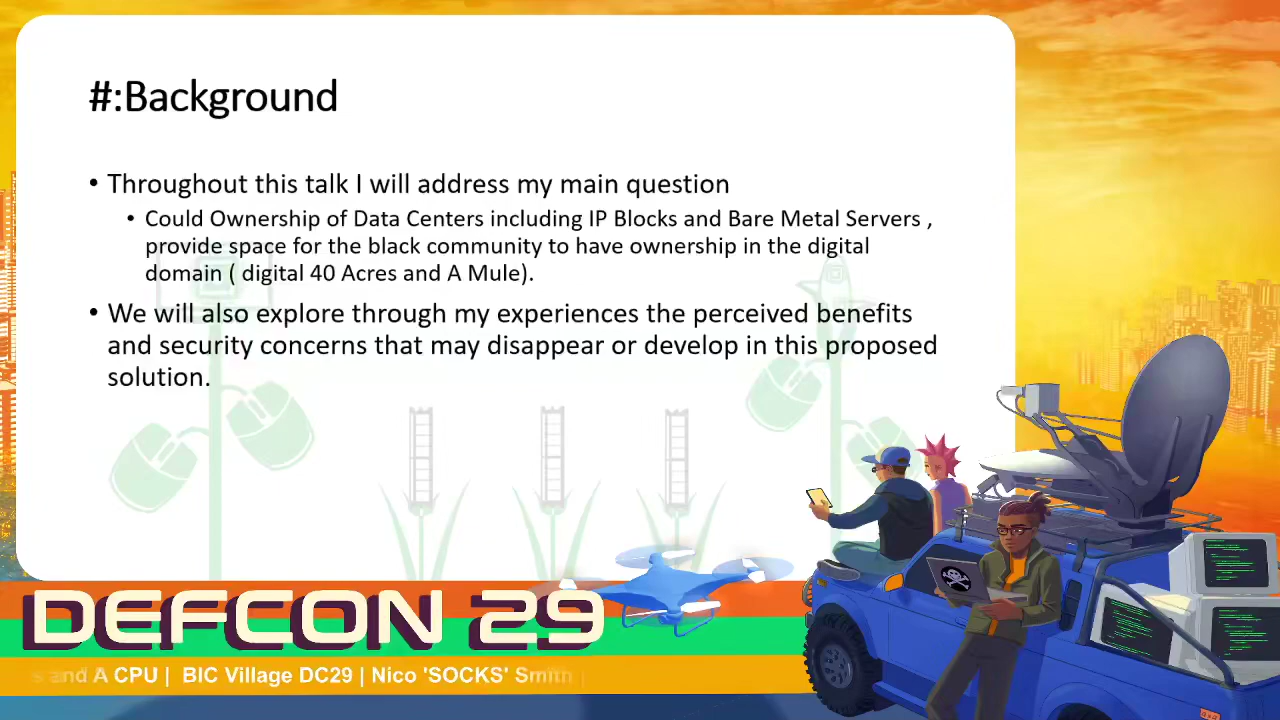 #:Background
• Throughout this talk I will address my main question
• Could Ownership of Data Centers including IP Blocks and Bare Metal Servers ,
provide space for the black community to have ownership in the digital
domain ( digital 40 Acres and A Mule).
• We will also explore through my experiences the perceived benefits
and security concerns that may disappear or develop in this proposed
solution.
DEFCON 29
and A CPU | BIC Village DC29 | Nico 'SOCKS' Smith |